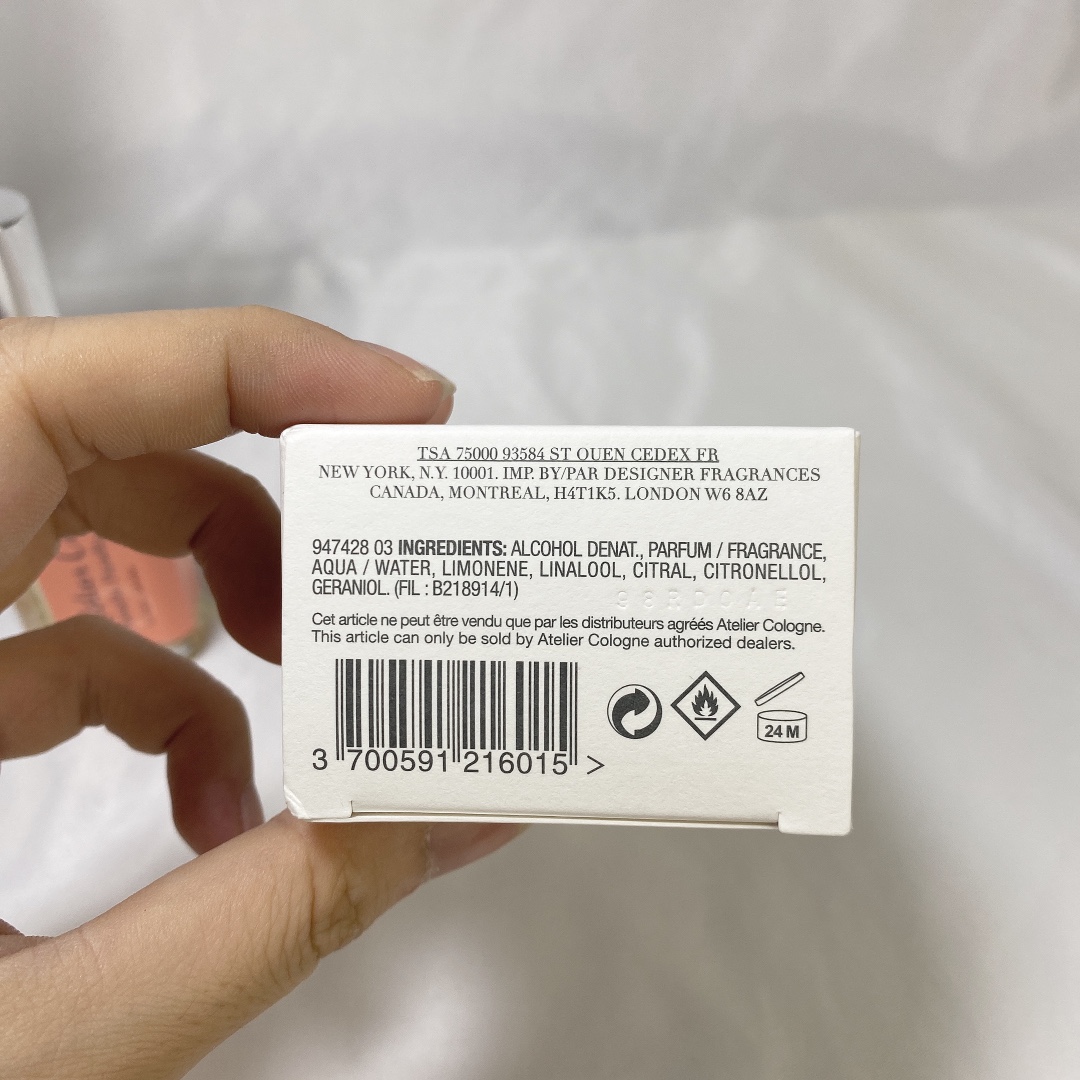 TSA 75000 93584 ST OUEN CEDEX FR
NEW YORK, N.Y. 10001. IMP. BY/PAR DESIGNER FRAGRANCES
CANADA, MONTREAL, H4T1K5. LONDON W6 8AZ
947428 03 INGREDIENTS: ALCOHOL DENAT., PARFUM / FRAGRANCE,
AQUA / WATER, LIMONENE, LINALOOL, CITRAL, CITRONELLOL,
GERANIOL. (FIL : B218914/1)
Cet article ne peut être vendu que par les distributeurs agréés Atelier Cologne.
This article can only be sold by Atelier Cologne authorized dealers.
24 M
3 700591 216015 >